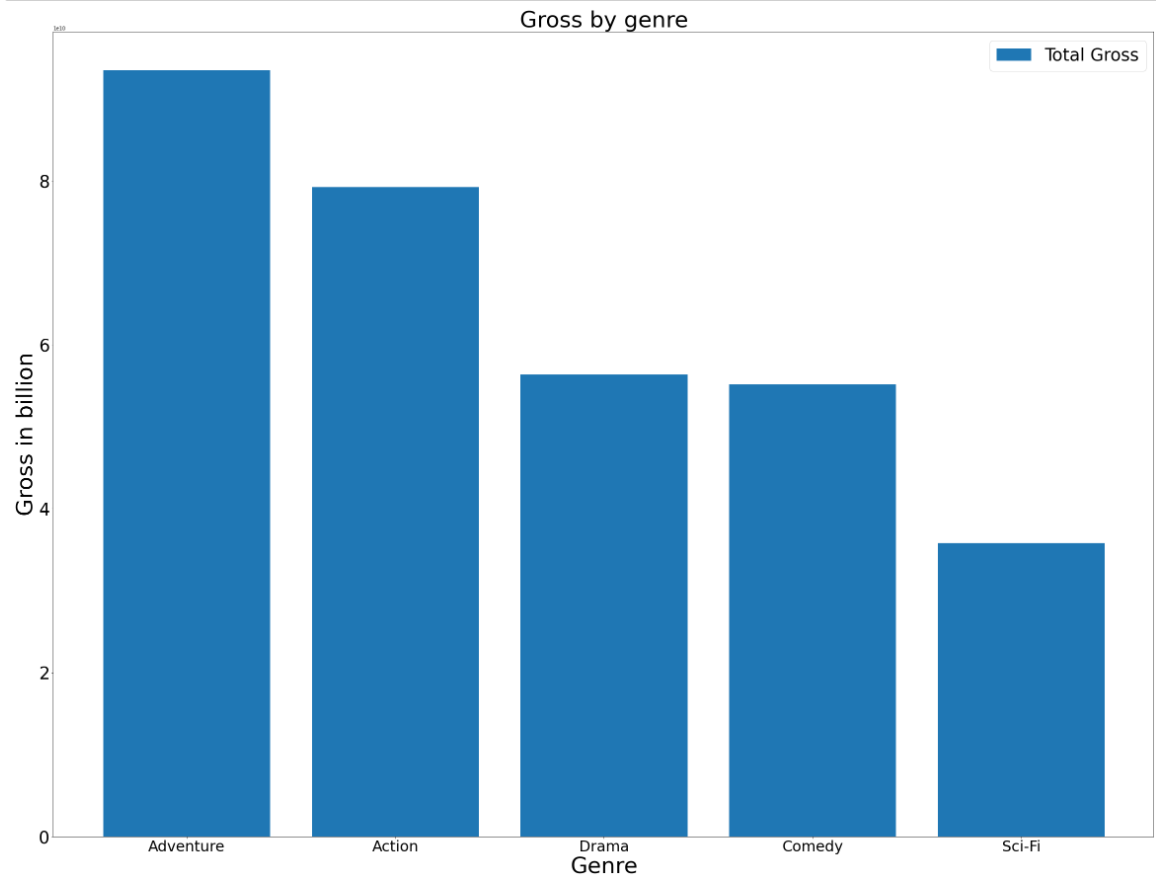 Gross by genre
1e10
Total Gross
8
6
4
2
0
Gross in billion
Adventure Action Drama Comedy Sci-Fi
Genre